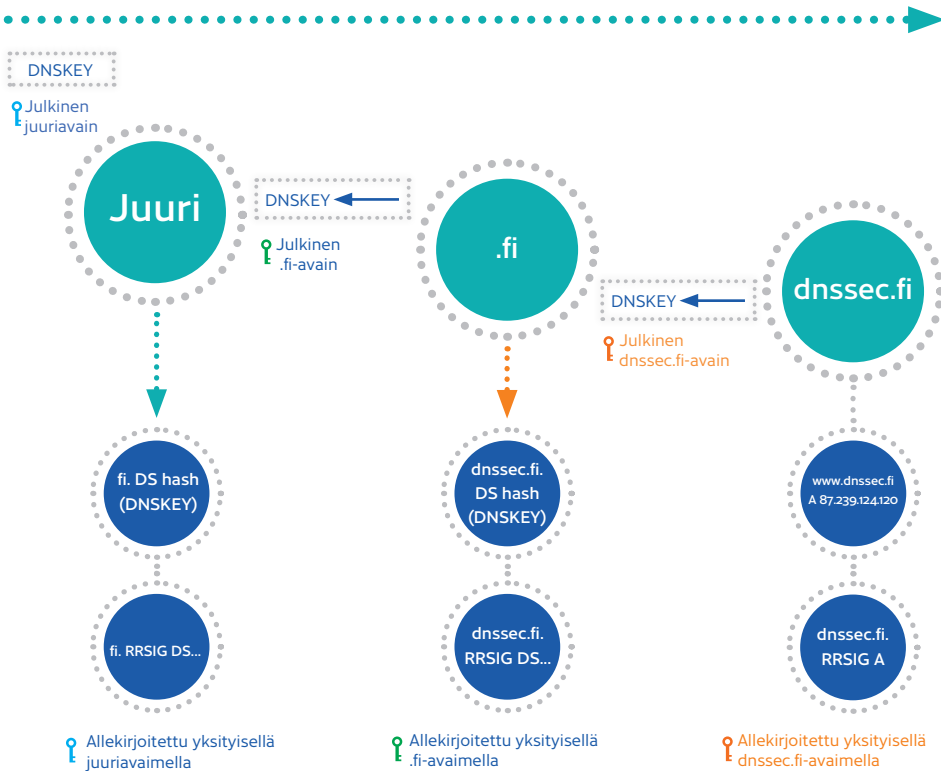 DNSKEY
Julkinen
juuriavain
Juuri
DNSKEY
Julkinen
.fi-avain
.fi
DNSKEY
Julkinen
dnssec.fi-avain
dnssec.fi
fi. DS hash
(DNSKEY)
dnssec.fi.
DS hash
(DNSKEY)
www.dnssec.fi
A 87.239.124.120
fi. RRSIG DS...
dnssec.fi.
RRSIG DS...
dnssec.fi.
RRSIG A
Allekirjoitettu yksityisellä
juuriavaimella
Allekirjoitettu yksityisellä
.fi-avaimella
Allekirjoitettu yksityisellä
dnssec.fi-avaimella